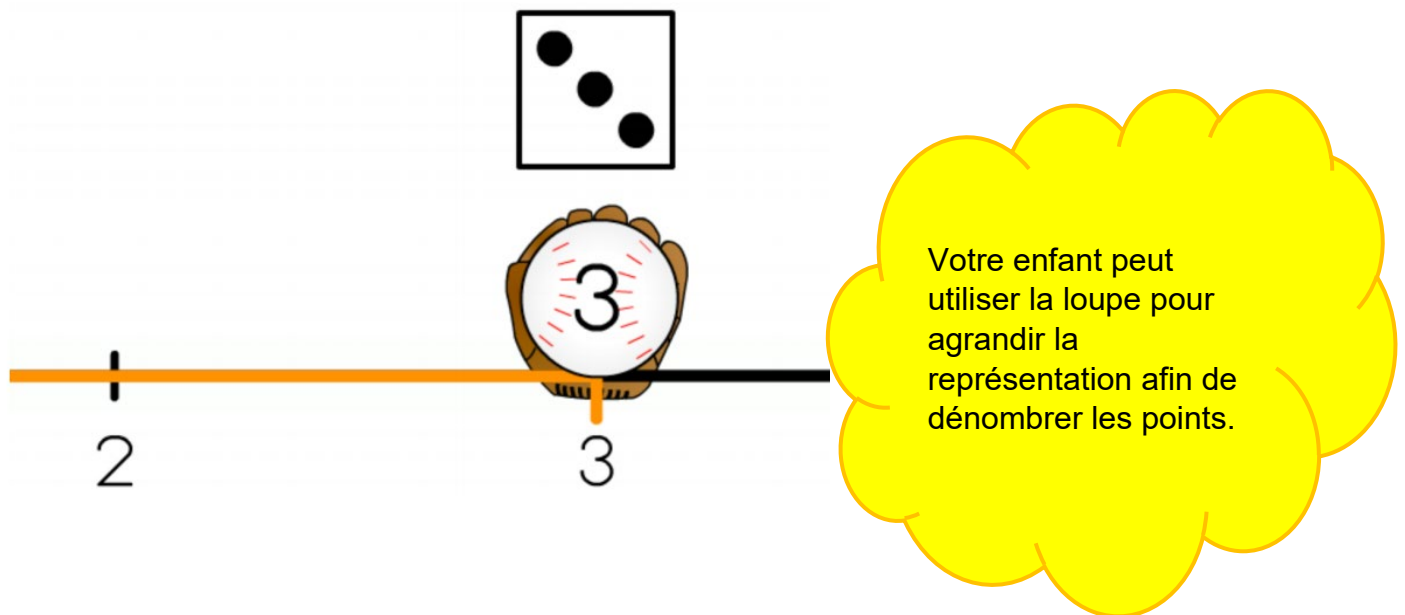 3
2
3
Votre enfant peut
utiliser la loupe pour
agrandir la
représentation afin de
dénombrer les points.